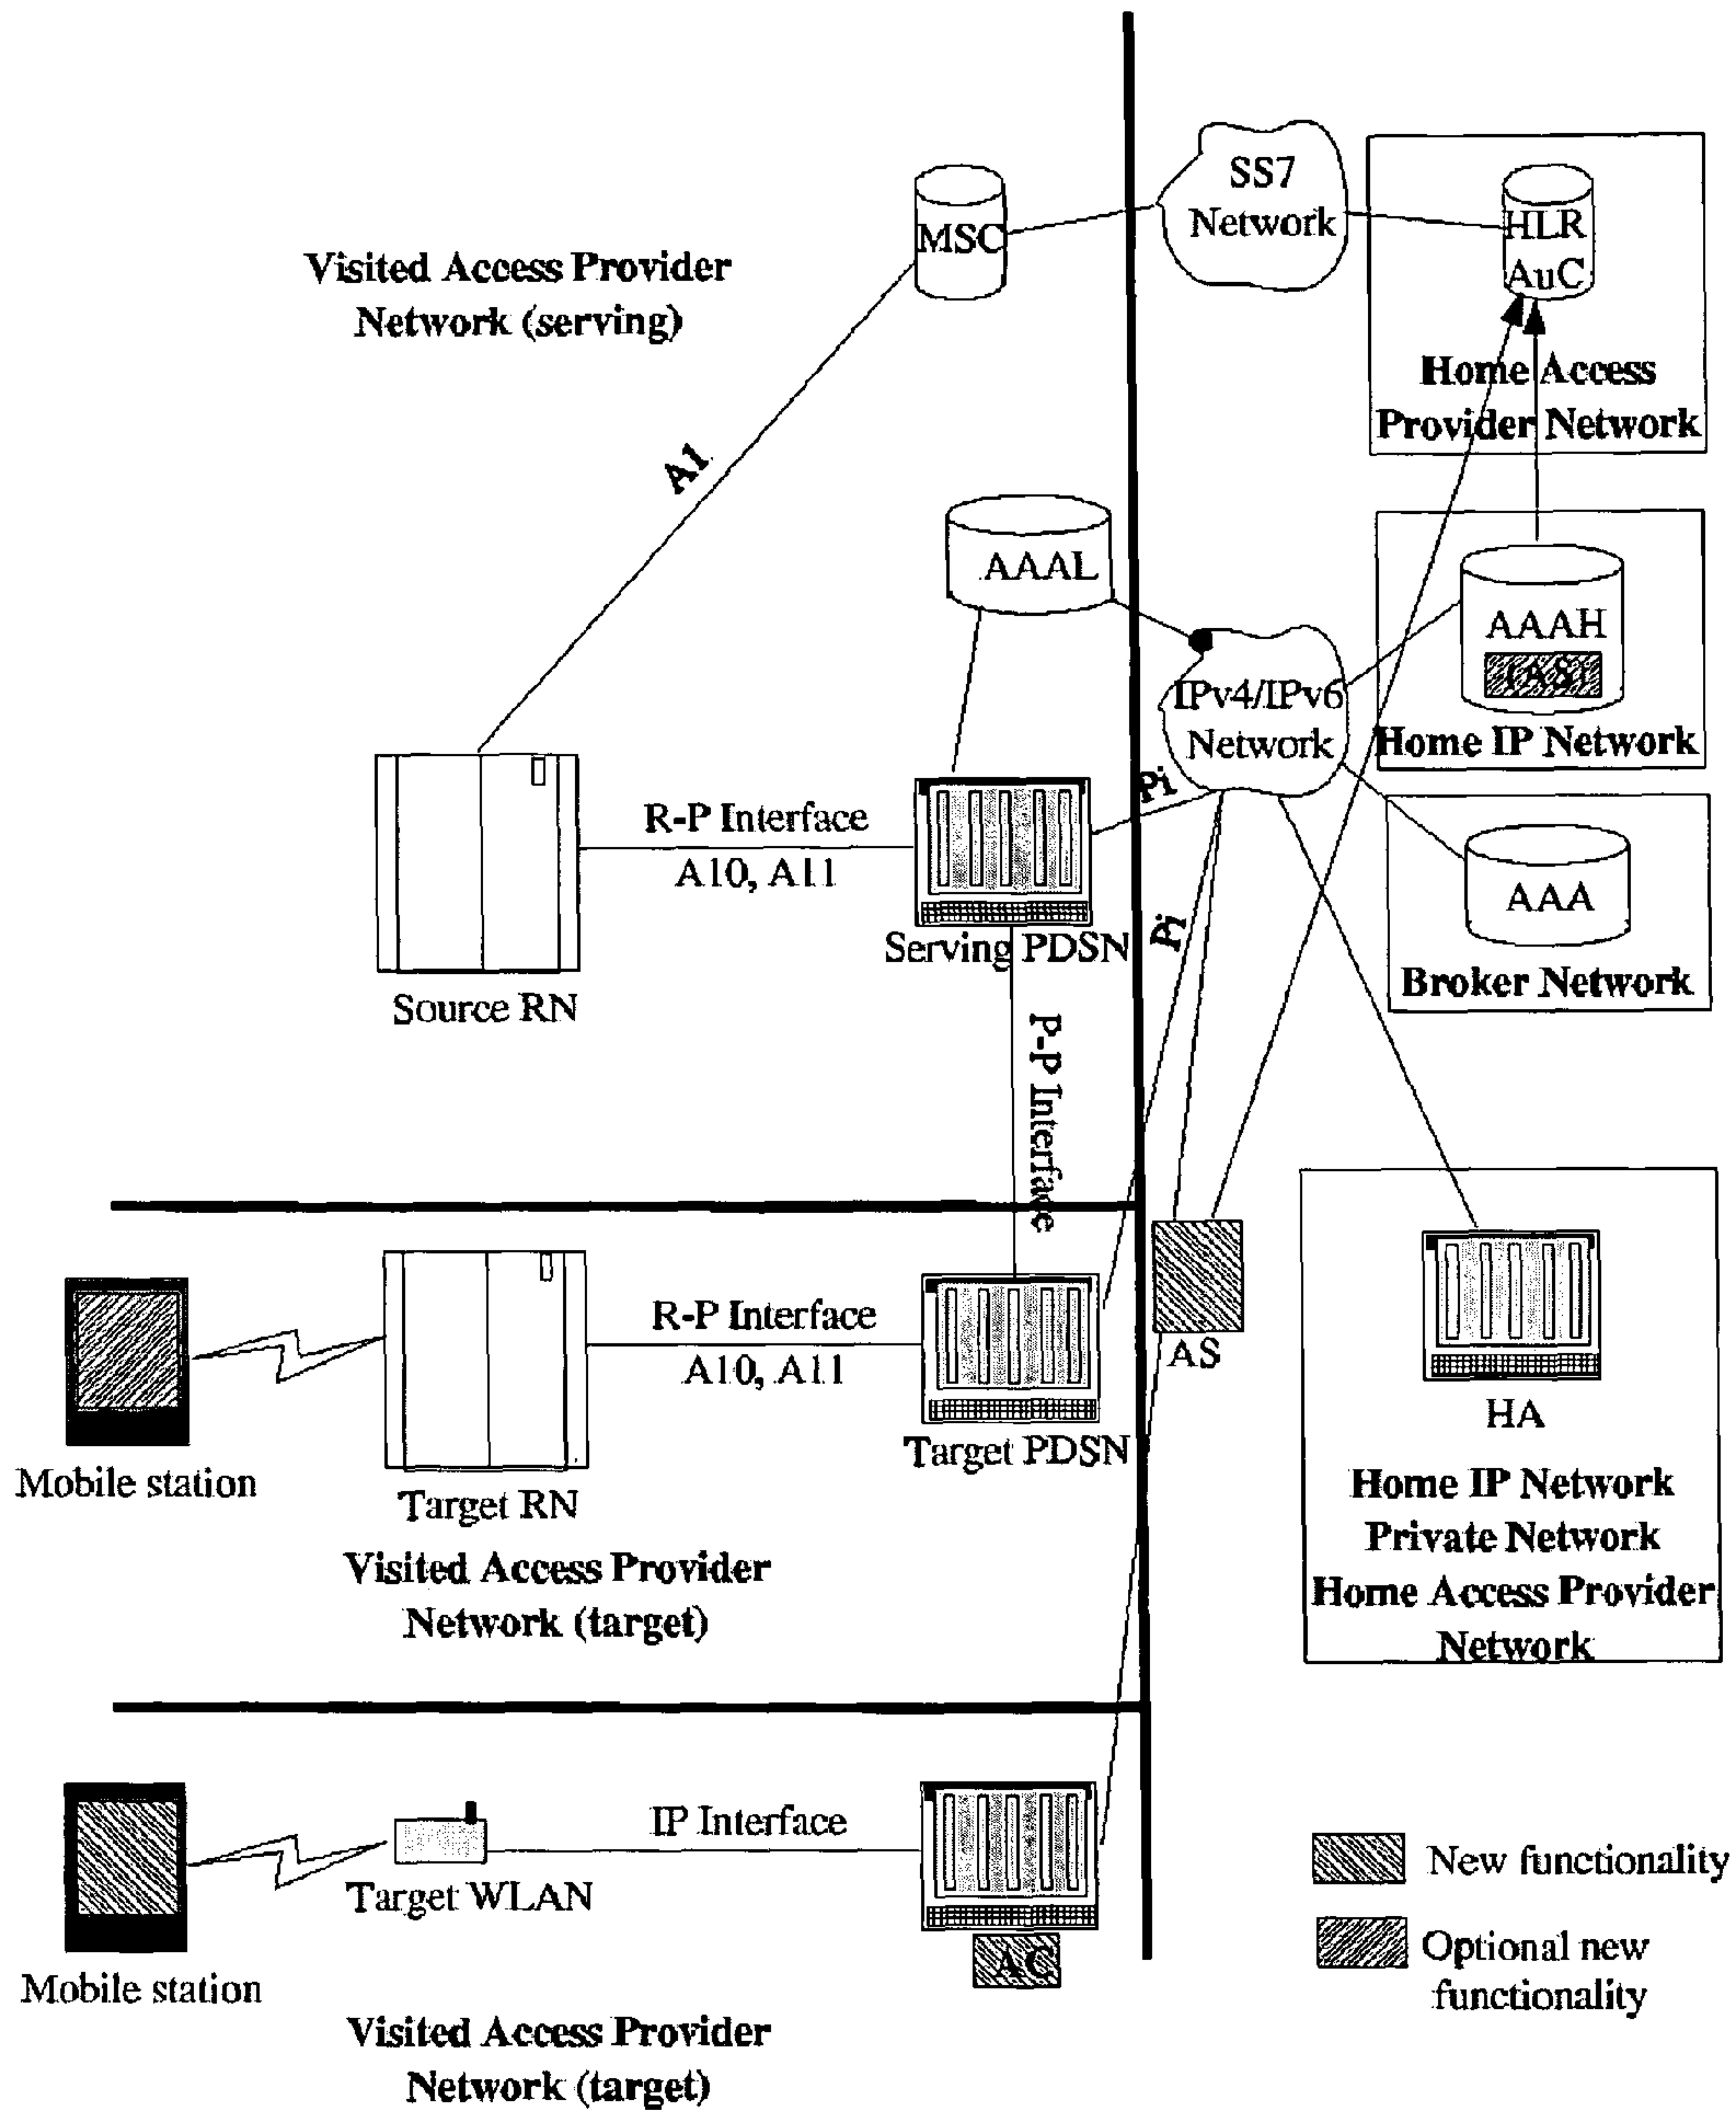 SS7
Network
MSC
HLR
AuC
Visited Access Provider
Network (serving)
Home Access
Provider Network
A1
AAAL
AAAH
(AS)
IPv4/IPv6
Network
Home IP Network
Pi
R-P Interface
A10, A11
AAA
Serving PDSN
Pi
Broker Network
Source RN
P-P Interface
R-P Interface
A10, A11
AS
HA
Mobile station
Target RN
Target PDSN
Home IP Network
Private Network
Home Access Provider
Network
Visited Access Provider
Network (target)
IP Interface
Target WLAN
New functionality
AC
Optional new
functionality
Mobile station
Visited Access Provider
Network (target)